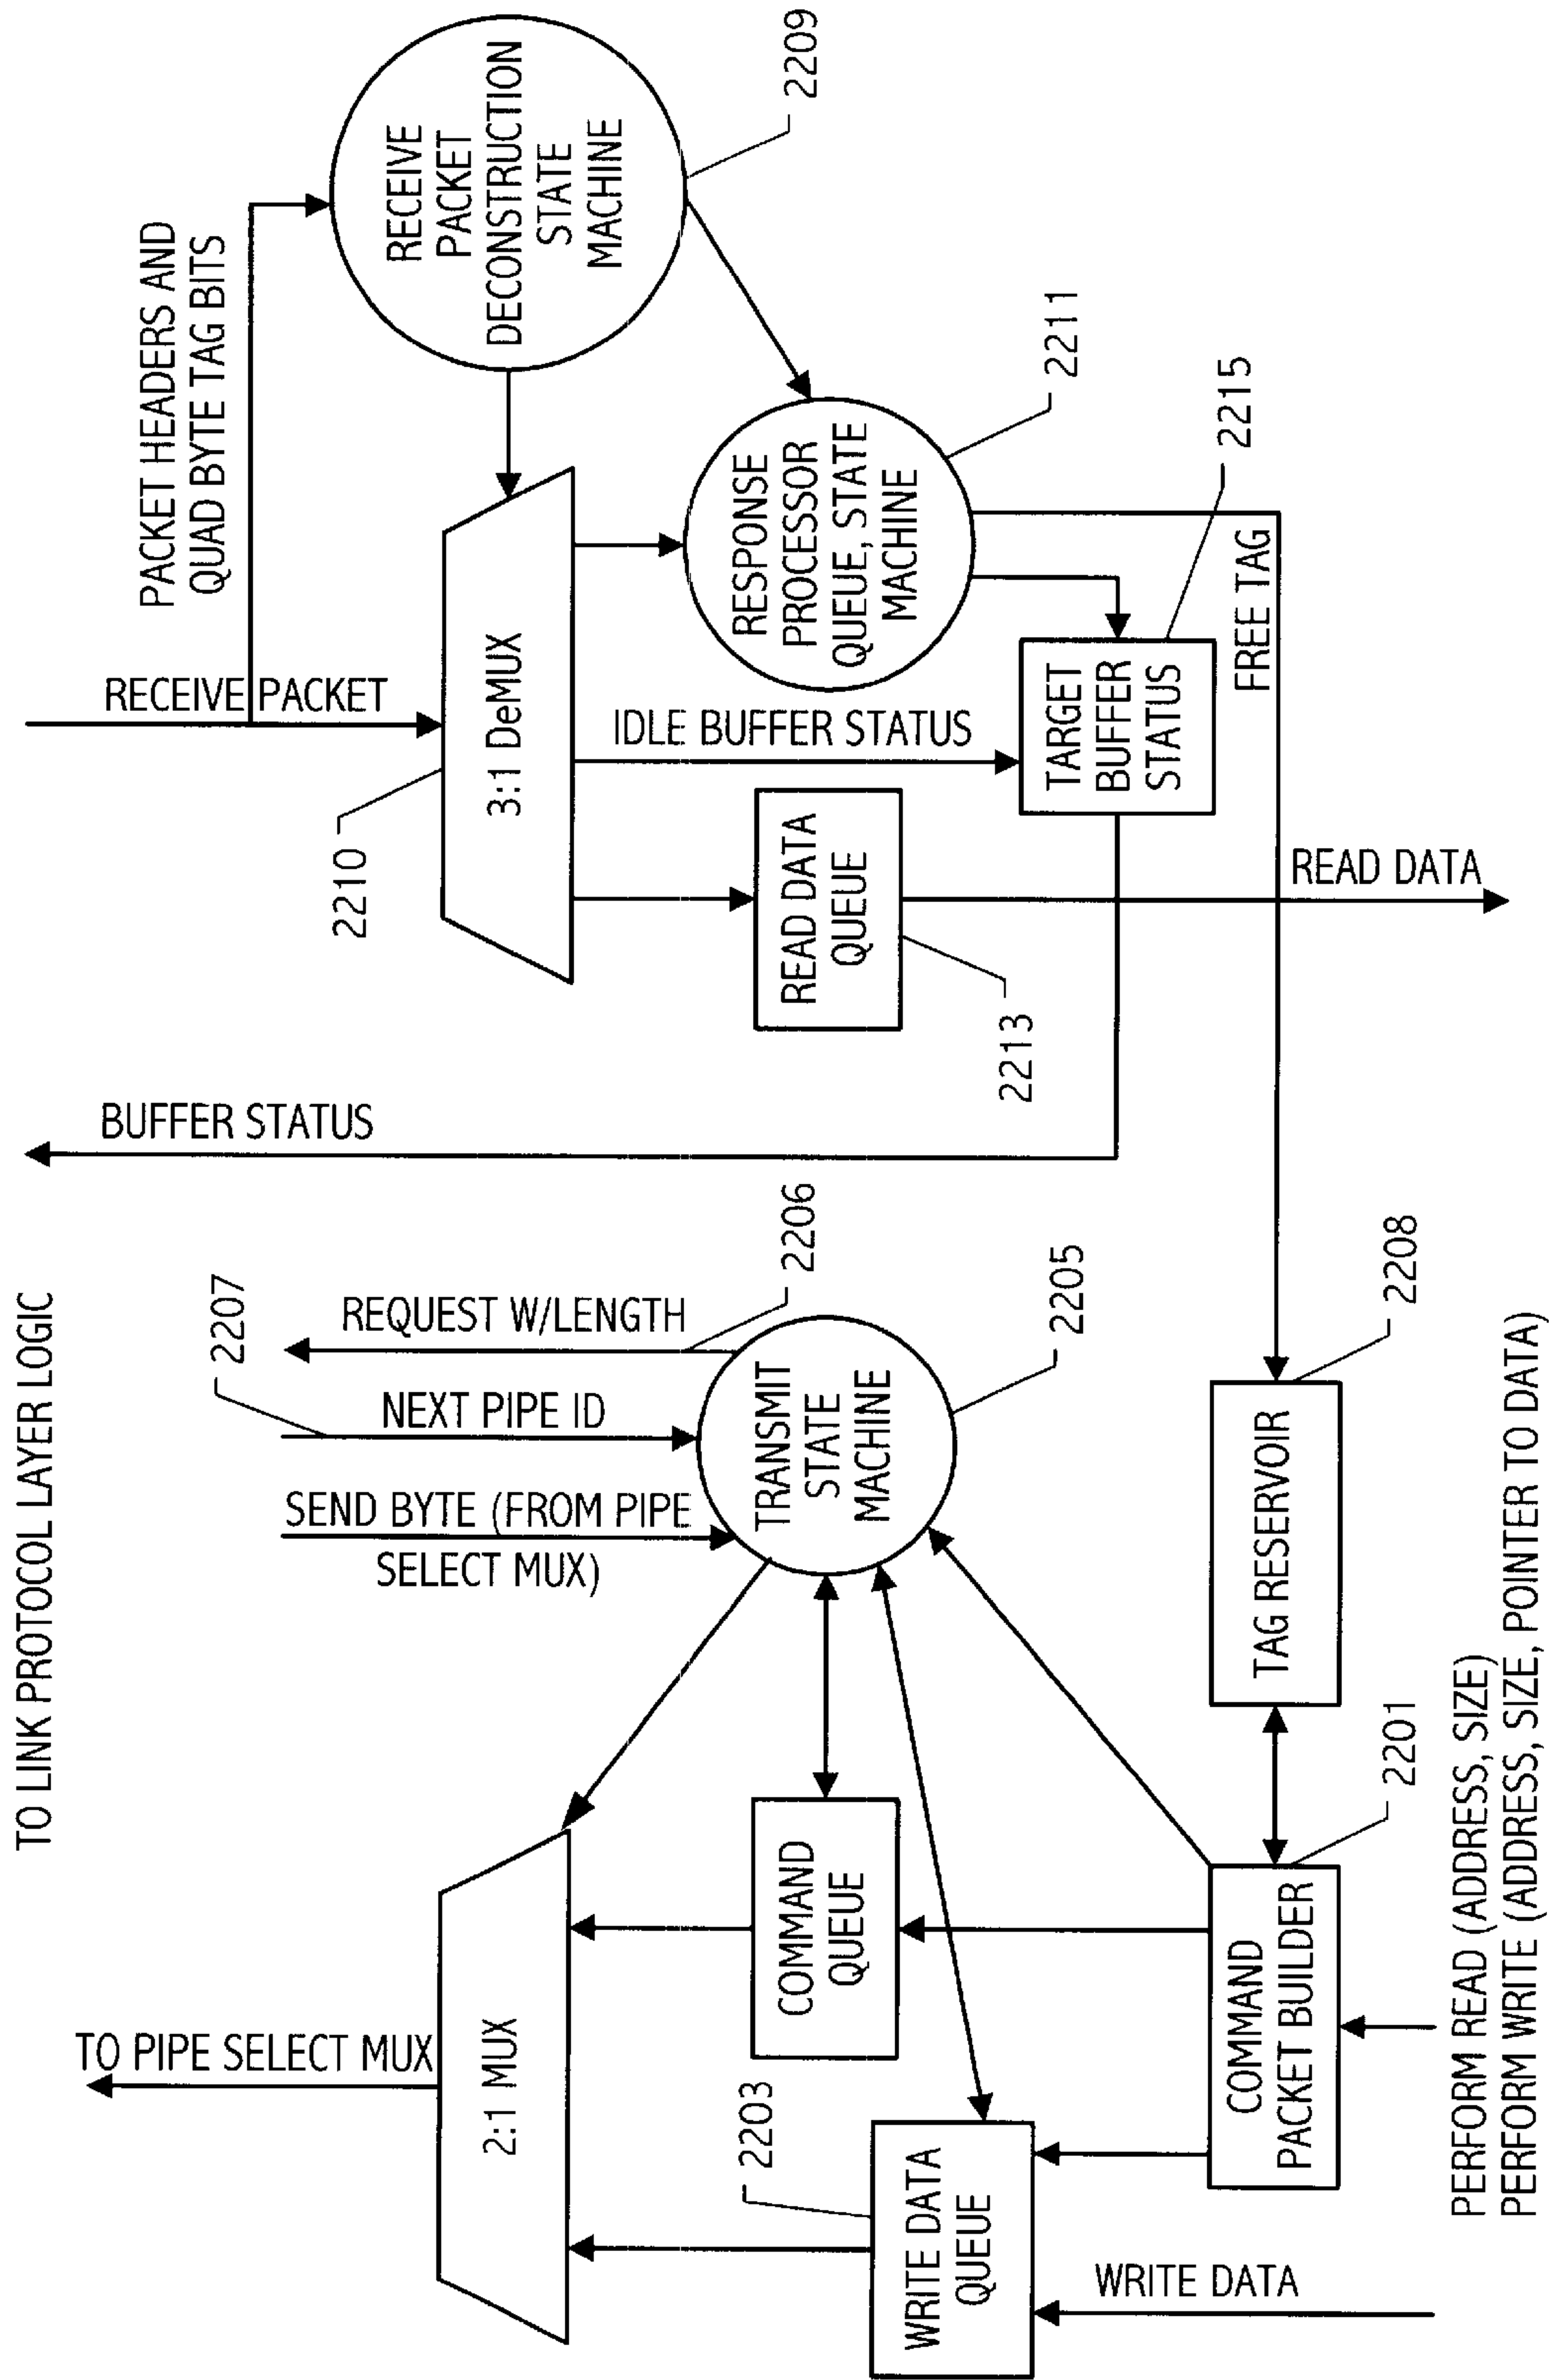 TO LINK PROTOCOL LAYER LOGIC
TO PIPE SELECT MUX
2:1 MUX
2203
WRITE DATA
QUEUE
COMMAND
QUEUE
WRITE DATA
COMMAND
PACKET BUILDER
2201
PERFORM READ (ADDRESS, SIZE)
PERFORM WRITE (ADDRESS, SIZE, POINTER TO DATA)
TAG RESERVOIR
2208
SEND BYTE (FROM PIPE
SELECT MUX)
NEXT PIPE ID
2207
REQUEST W/LENGTH
2206
TRANSMIT
STATE
MACHINE
2205
BUFFER STATUS
RECEIVE PACKET
PACKET HEADERS AND
QUAD BYTE TAG BITS
RECEIVE
PACKET
DECONSTRUCTION
STATE
MACHINE
2209
2210
3:1 DeMUX
READ DATA
QUEUE
2213
IDLE BUFFER STATUS
RESPONSE
PROCESSOR
QUEUE, STATE
MACHINE
2211
TARGET
BUFFER
STATUS
2215
FREE TAG
READ DATA